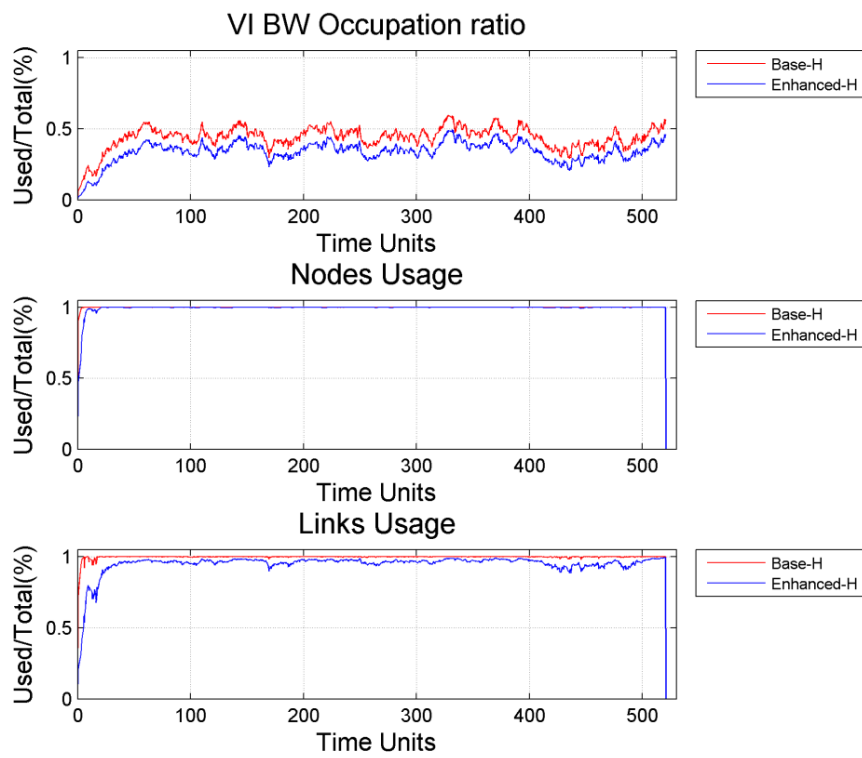 VI BW Occupation ratio
1
0.5
0
Used/Total(%)
0 100 200 300 400 500
Time Units
Base-H
Enhanced-H
Nodes Usage
1
0.5
0
Used/Total(%)
0 100 200 300 400 500
Time Units
Base-H
Enhanced-H
Links Usage
1
0.5
0
Used/Total(%)
0 100 200 300 400 500
Time Units
Base-H
Enhanced-H